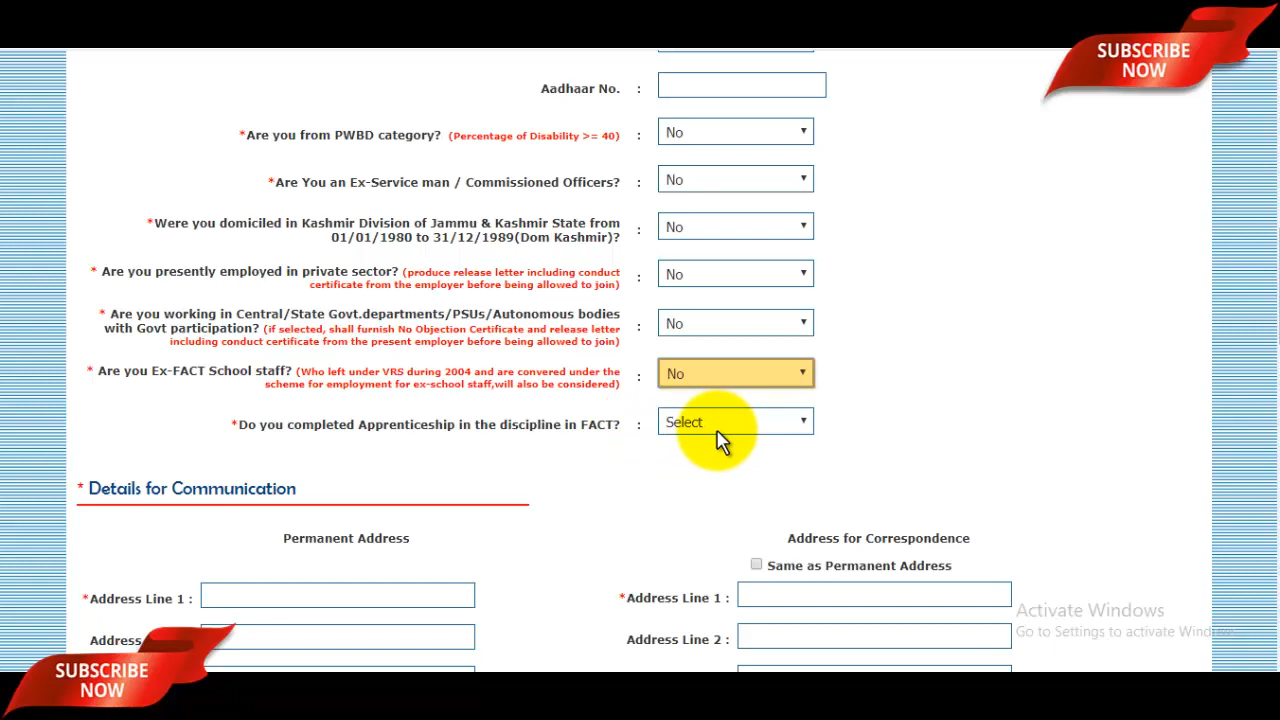 SUBSCRIBE
NOW
Aadhaar No. :
*Are you from PWBD category? (Percentage of Disability >= 40) : No
*Are You an Ex-Service man / Commissioned Officers? : No
*Were you domiciled in Kashmir Division of Jammu & Kashmir State from
01/01/1980 to 31/12/1989(Dom Kashmir)? : No
* Are you presently employed in private sector? (produce release letter including conduct
certificate from the employer before being allowed to join) : No
* Are you working in Central/State Govt.departments/PSUs/Autonomous bodies
with Govt participation? (if selected, shall furnish No Objection Certificate and release letter
including conduct certificate from the present employer before being allowed to join) : No
* Are you Ex-FACT School staff? (Who left under VRS during 2004 and are convered under the
scheme for employment for ex-school staff,will also be considered) : No
*Do you completed Apprenticeship in the discipline in FACT? : Select
* Details for Communication
Permanent Address
Address for Correspondence
Same as Permanent Address
*Address Line 1 :
*Address Line 1 :
Address
Address Line 2 :
Activate Windows
Go to Settings to activate Windows.
SUBSCRIBE
NOW